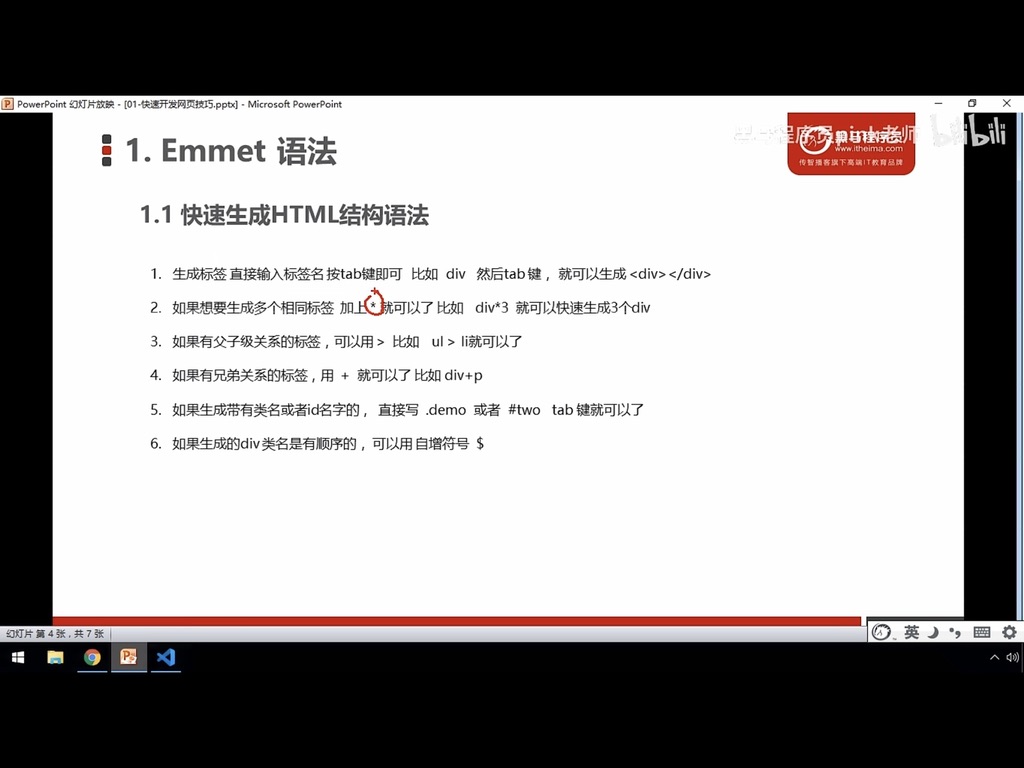 PowerPoint 幻灯片放映 - [01-快速开发网页技巧.pptx] - Microsoft PowerPoint
1. Emmet 语法
程序员pink老师 bilibili
www.itheima.com
传智播客旗下高端IT教育品牌
1.1 快速生成HTML结构语法
1. 生成标签 直接输入标签名 按tab键即可 比如 div 然后tab 键， 就可以生成 <div></div>
2. 如果想要生成多个相同标签 加上 * 就可以了 比如 div*3 就可以快速生成3个div
3. 如果有父子级关系的标签，可以用 > 比如 ul > li就可以了
4. 如果有兄弟关系的标签，用 + 就可以了 比如 div+p
5. 如果生成带有类名或者id名字的， 直接写 .demo 或者 #two tab 键就可以了
6. 如果生成的div 类名是有顺序的， 可以用 自增符号 $
幻灯片 第 4 张，共 7 张
英